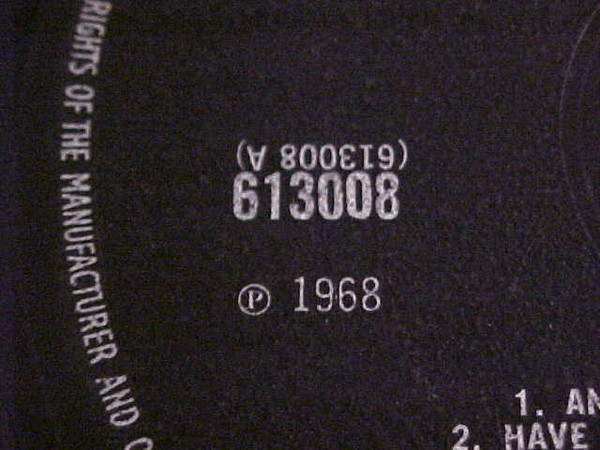 RIGHTS OF THE MANUFACTURER AND
(613008 A)
613008
℗ 1968
1.
2. HAVE